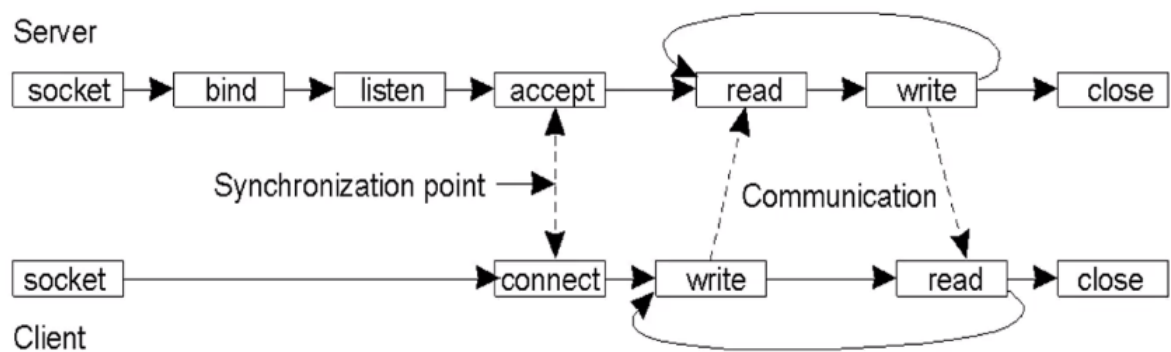 Server
socket bind listen accept read write close
Synchronization point
Communication
socket connect write read close
Client